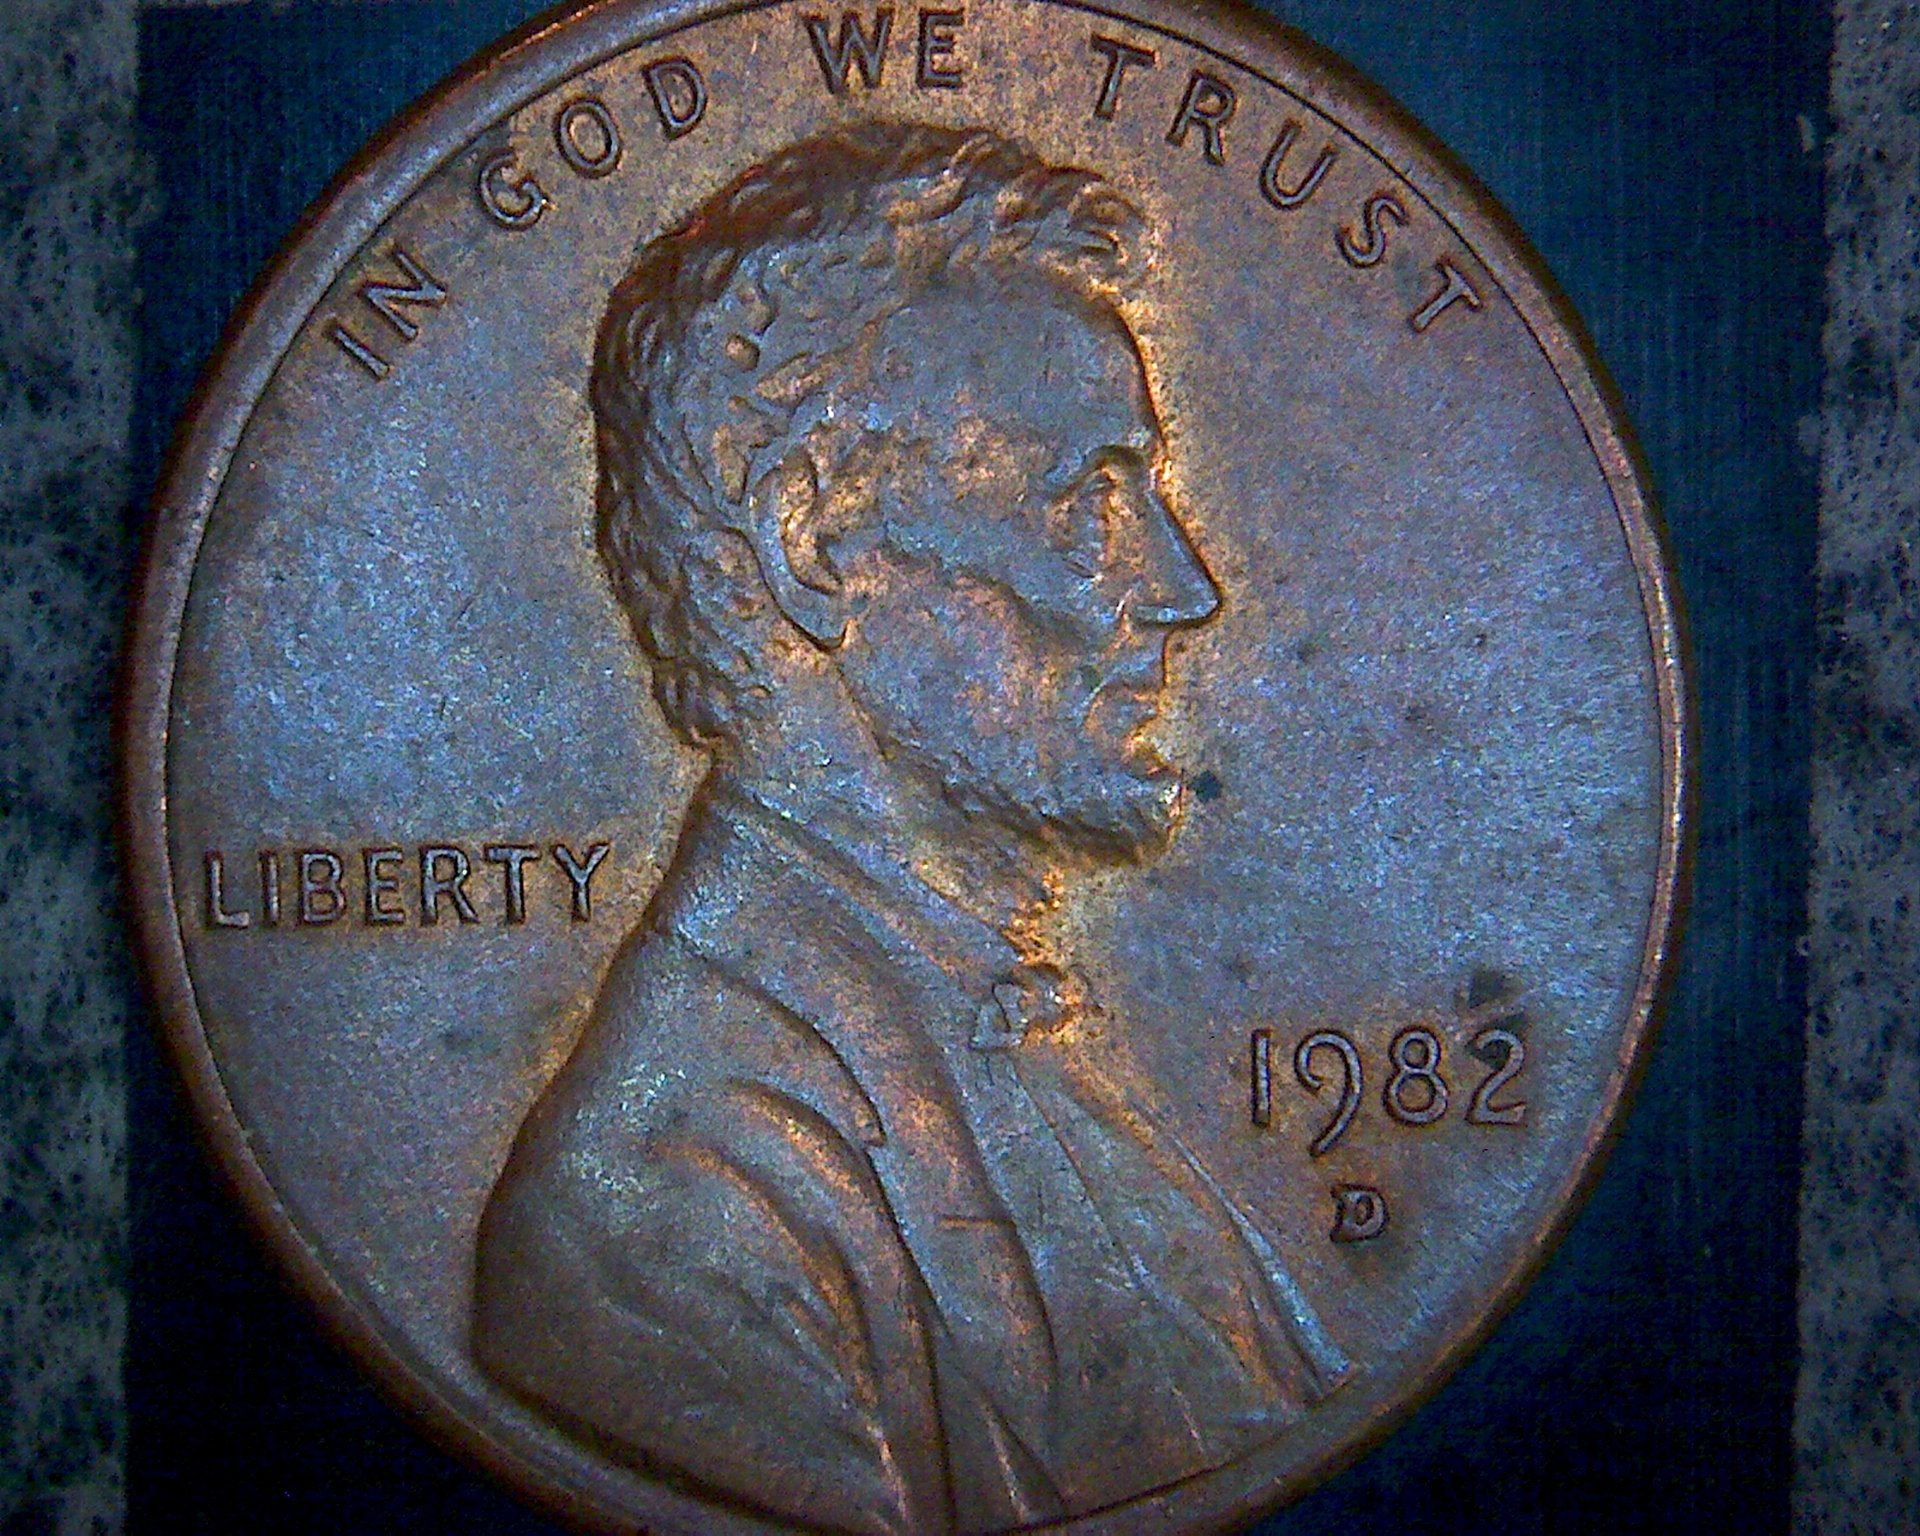 IN GOD WE TRUST
LIBERTY
1982
D